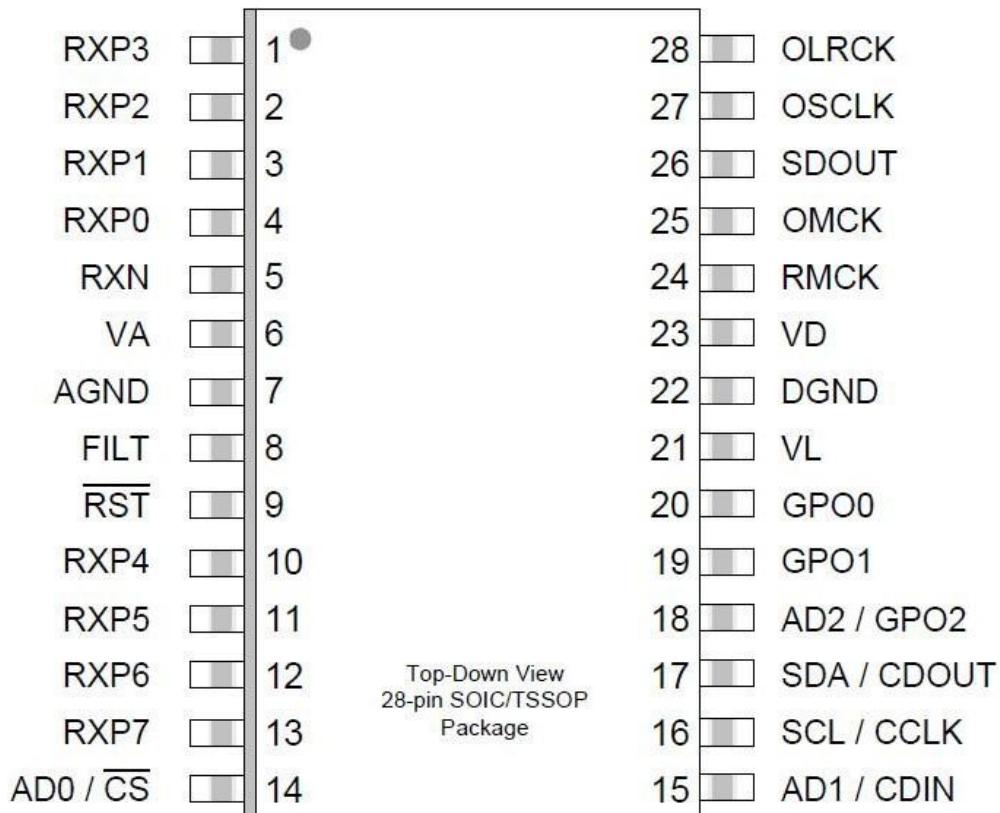 RXP3 1 28 OLRCK
RXP2 2 27 OSCLK
RXP1 3 26 SDOUT
RXP0 4 25 OMCK
RXN 5 24 RMCK
VA 6 23 VD
AGND 7 22 DGND
FILT 8 21 VL
RST 9 20 GPO0
RXP4 10 19 GPO1
RXP5 11 18 AD2 / GPO2
RXP6 12 17 SDA / CDOUT
RXP7 13 16 SCL / CCLK
AD0 / CS 14 15 AD1 / CDIN
Top-Down View
28-pin SOIC/TSSOP
Package